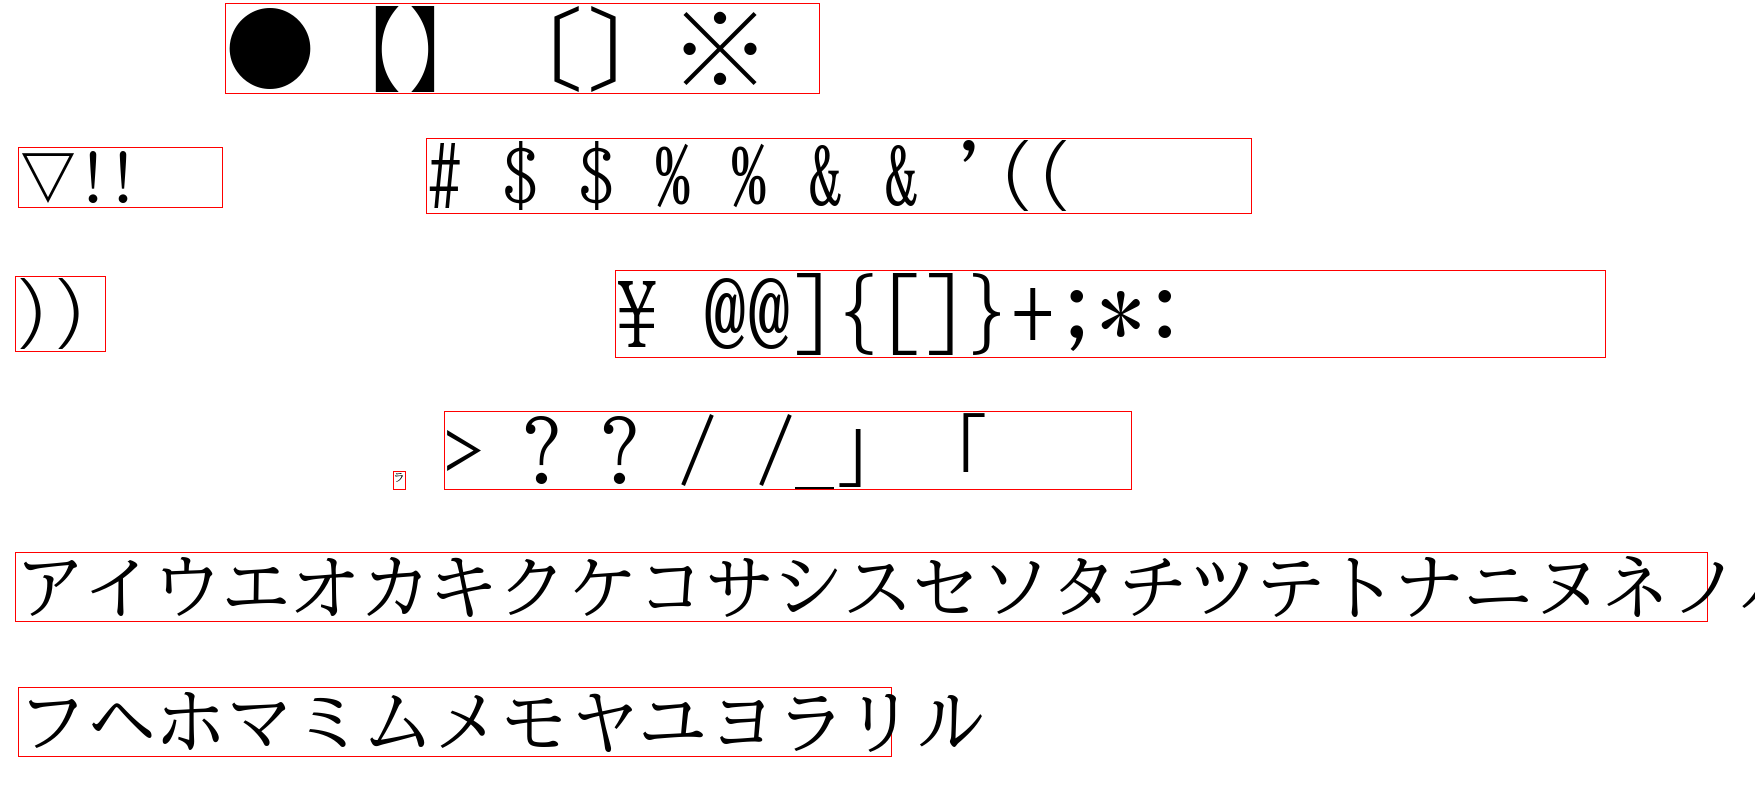 ● 【】 〔〕 ※
▽!! # $ $ % % & & ’((
)) ¥ @@]{[]}+;*:
ラ > ? ? / /_」 「
アイウエオカキクケコサシスセソタチツテトナニヌネノ
フヘホマミムメモヤユヨラリル